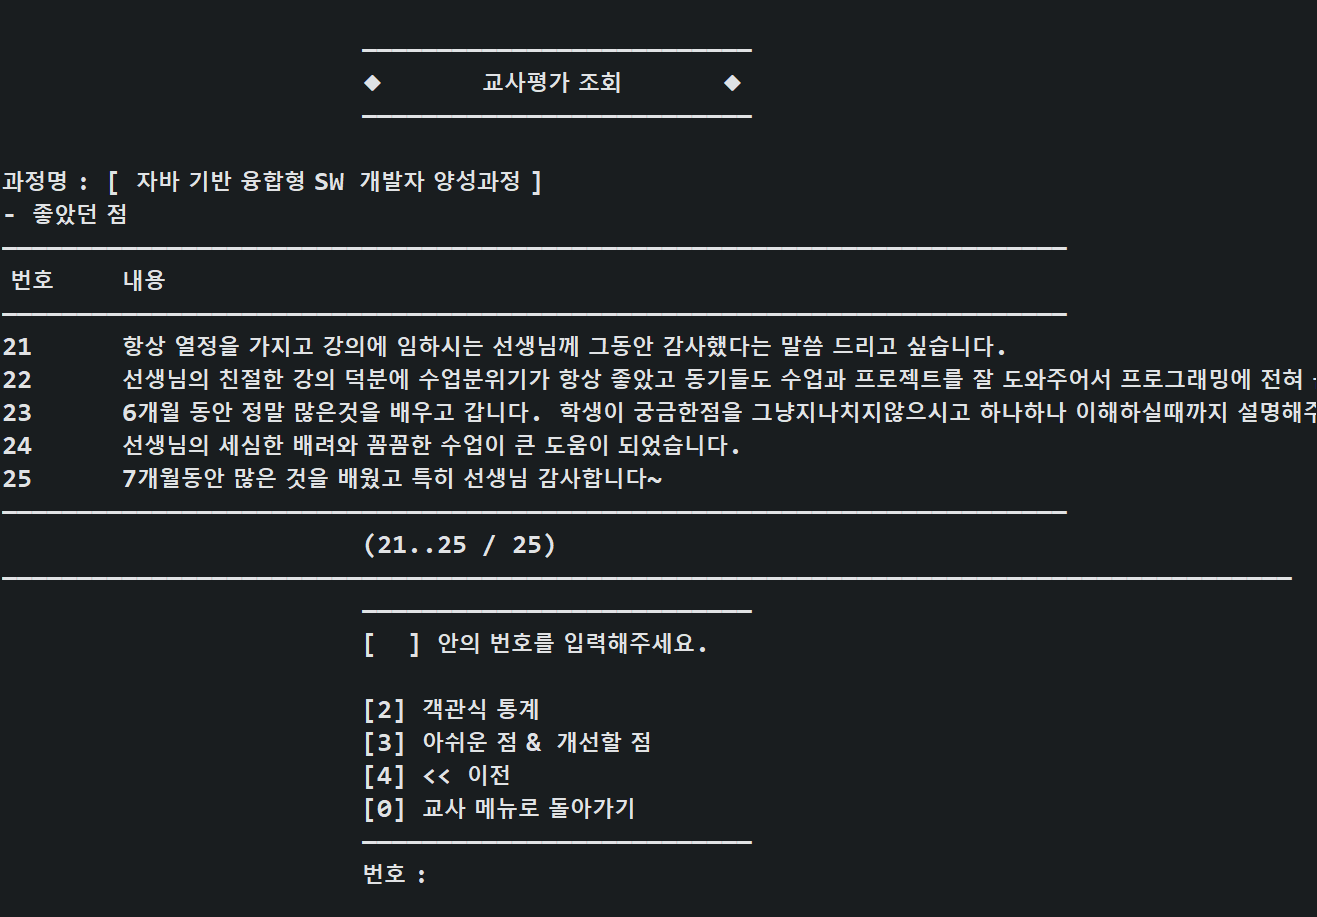 ◆ 교사평가 조회 ◆
과정명 : [ 자바 기반 융합형 SW 개발자 양성과정 ]
- 좋았던 점
번호 내용
21 항상 열정을 가지고 강의에 임하시는 선생님께 그동안 감사했다는 말씀 드리고 싶습니다.
22 선생님의 친절한 강의 덕분에 수업분위기가 항상 좋았고 동기들도 수업과 프로젝트를 잘 도와주어서 프로그래밍에 전혀
23 6개월 동안 정말 많은것을 배우고 갑니다. 학생이 궁금한점을 그냥지나치지않으시고 하나하나 이해하실때까지 설명해주
24 선생님의 세심한 배려와 꼼꼼한 수업이 큰 도움이 되었습니다.
25 7개월동안 많은 것을 배웠고 특히 선생님 감사합니다~
(21..25 / 25)
[ ] 안의 번호를 입력해주세요.
[2] 객관식 통계
[3] 아쉬운 점 & 개선할 점
[4] << 이전
[0] 교사 메뉴로 돌아가기
번호 :